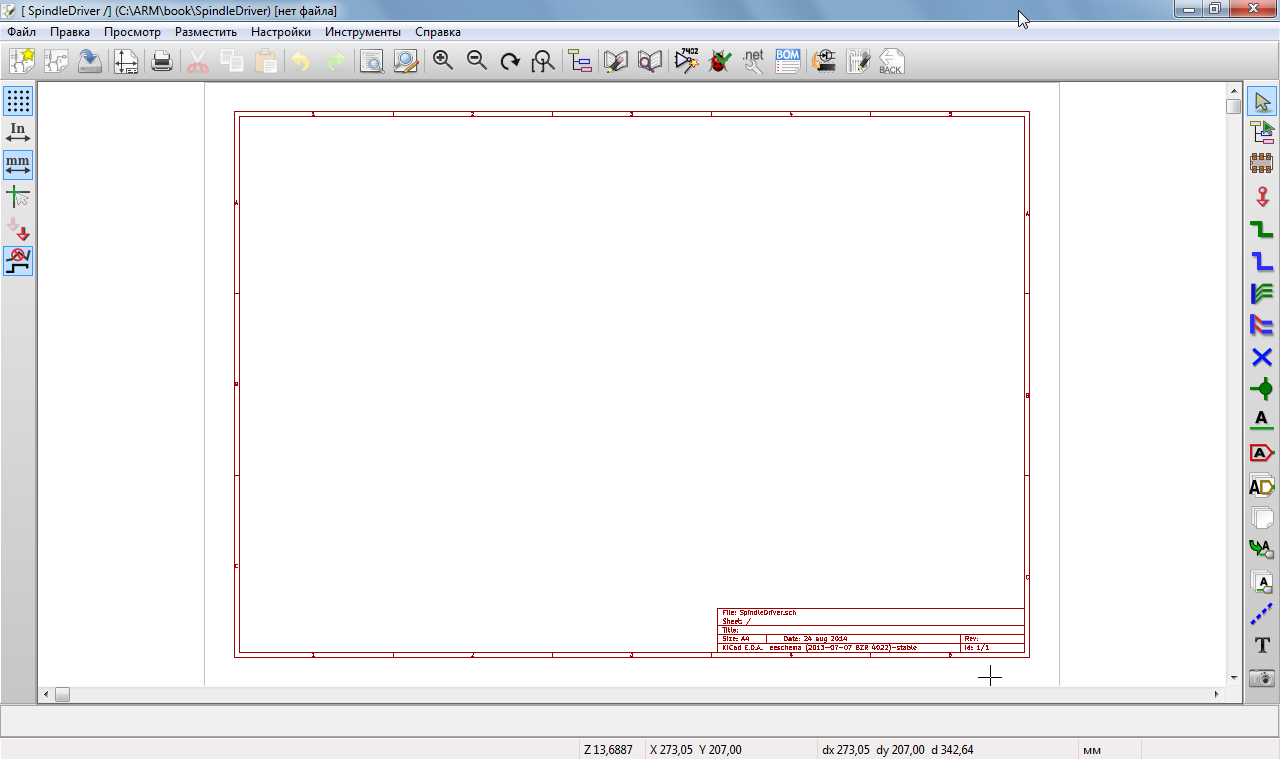 [ SpindleDriver /] (C:\ARM\book\SpindleDriver) [нет файла]
Файл Правка Просмотр Разместить Настройки Инструменты Справка
7402 .net BOM BACK
In
mm
1 2 3 4 5
A A
B B
C C
A
A
A
A
A
T
File: SpindleDriver.sch
Sheet: /
Title:
Size: A4 Date: 24 aug 2014 Rev:
KiCad E.D.A. eeschema (2013-07-07 BZR 4022)-stable Id: 1/1
1 2 3 4 5
Z 13,6887 X 273,05 Y 207,00 dx 273,05 dy 207,00 d 342,64 мм